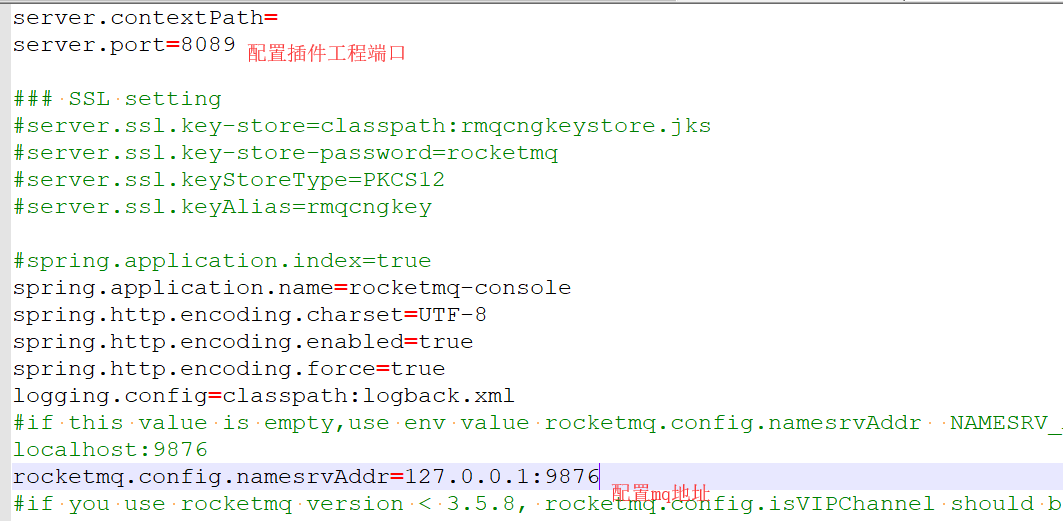 server.contextPath=
server.port=8089
配置插件工程端口
### SSL setting
#server.ssl.key-store=classpath:rmqcngkeystore.jks
#server.ssl.key-store-password=rocketmq
#server.ssl.keyStoreType=PKCS12
#server.ssl.keyAlias=rmqcngkey
#spring.application.index=true
spring.application.name=rocketmq-console
spring.http.encoding.charset=UTF-8
spring.http.encoding.enabled=true
spring.http.encoding.force=true
logging.config=classpath:logback.xml
#if this value is empty,use env value rocketmq.config.namesrvAddr  NAMESRV_
localhost:9876
rocketmq.config.namesrvAddr=127.0.0.1:9876
配置mq地址
#if you use rocketmq version < 3.5.8, rocketmq.config.isVIPChannel should b